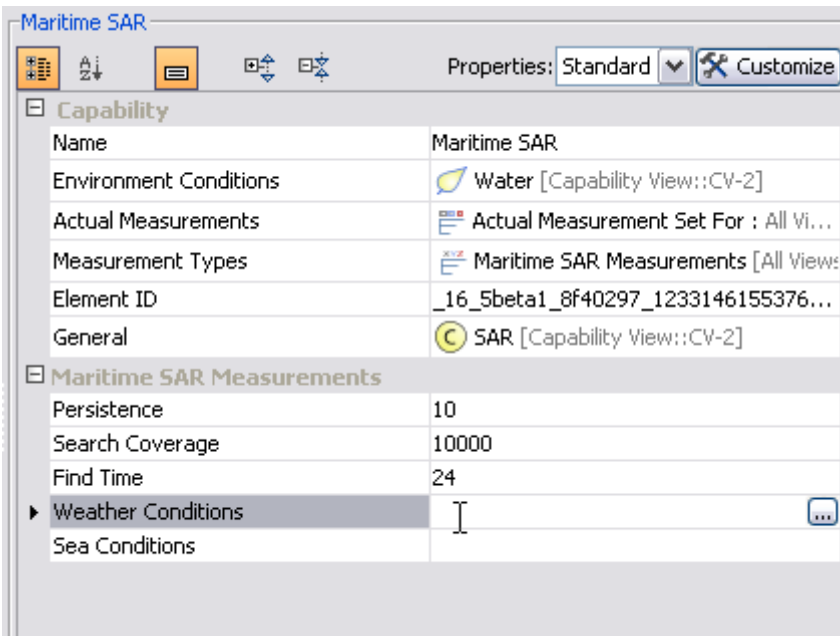 Maritime SAR
Properties: Standard Customize
Capability
Name Maritime SAR
Environment Conditions Water [Capability View::CV-2]
Actual Measurements Actual Measurement Set For : All Vi...
Measurement Types Maritime SAR Measurements [All Views
Element ID _16_5beta1_8f40297_1233146155376...
General C SAR [Capability View::CV-2]
Maritime SAR Measurements
Persistence 10
Search Coverage 10000
Find Time 24
Weather Conditions ...
Sea Conditions